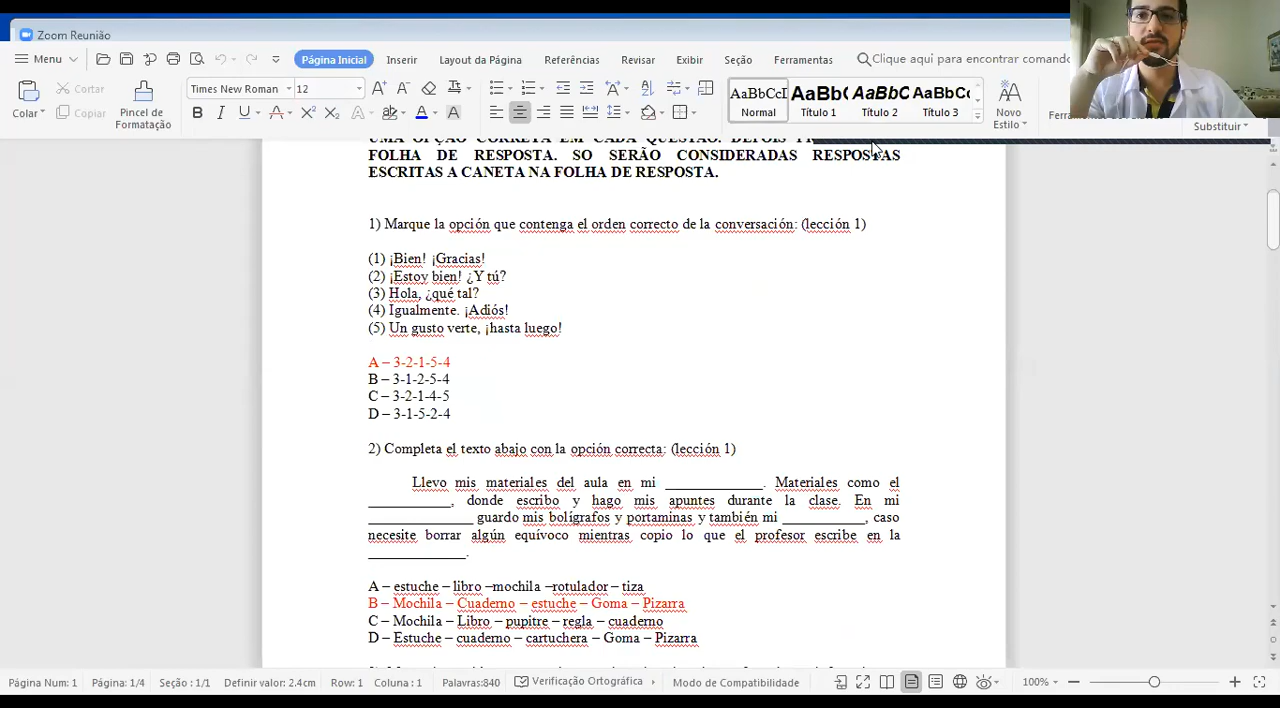 Zoom Reunião
Menu
Página Inicial
Inserir
Layout da Página
Referências
Revisar
Exibir
Seção
Ferramentas
Clique aqui para encontrar comando
Colar
Cortar
Copiar
Pincel de Formatação
Times New Roman
12
AaBbCcI
Normal
AaBb(
Título 1
AaBbC
Título 2
AaBbC(
Título 3
Novo Estilo
Substituir
UMA OPÇÃO CORRETA EM CADA QUESTÃO. DEPOIS
FOLHA DE RESPOSTA. SO SERÃO CONSIDERADAS RESPOSTAS
ESCRITAS A CANETA NA FOLHA DE RESPOSTA.
1) Marque la opción que contenga el orden correcto de la conversación: (lección 1)
(1) ¡Bien! ¡Gracias!
(2) ¡Estoy bien! ¿Y tú?
(3) Hola, ¿qué tal?
(4) Igualmente. ¡Adiós!
(5) Un gusto verte, ¡hasta luego!
A – 3-2-1-5-4
B – 3-1-2-5-4
C – 3-2-1-4-5
D – 3-1-5-2-4
2) Completa el texto abajo con la opción correcta: (lección 1)
Llevo mis materiales del aula en mi ______________. Materiales como el
____________, donde escribo y hago mis apuntes durante la clase. En mi
_______________ guardo mis bolígrafos y portaminas y también mi ____________, caso
necesite borrar algún equívoco mientras copio lo que el profesor escribe en la
______________.
A – estuche – libro –mochila –rotulador – tiza
B – Mochila – Cuaderno – estuche – Goma – Pizarra
C – Mochila – Libro – pupitre – regla – cuaderno
D – Estuche – cuaderno – cartuchera – Goma – Pizarra
Página Num: 1
Página: 1/4
Seção : 1/1
Definir valor: 2.4cm
Row: 1
Coluna : 1
Palavras:840
Verificação Ortográfica
Modo de Compatibilidade
100%